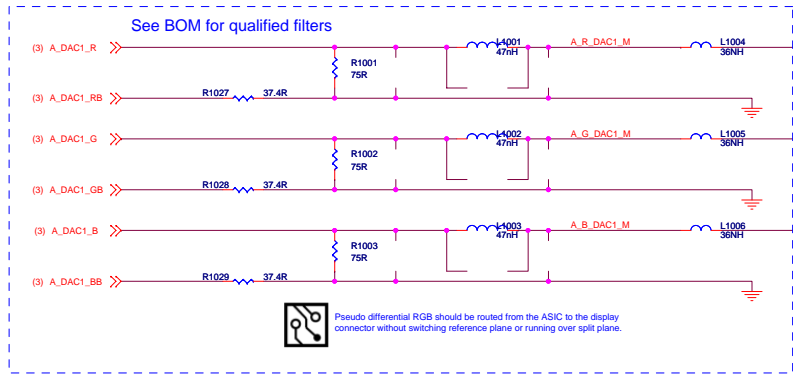 See BOM for qualified filters
(3) A_DAC1_R
R1001
75R
L1001
47nH
A_R_DAC1_M
L1004
36NH
(3) A_DAC1_RB
R1027
37.4R
(3) A_DAC1_G
R1002
75R
L1002
47nH
A_G_DAC1_M
L1005
36NH
(3) A_DAC1_GB
R1028
37.4R
(3) A_DAC1_B
R1003
75R
L1003
47nH
A_B_DAC1_M
L1006
36NH
(3) A_DAC1_BB
R1029
37.4R
Pseudo differential RGB should be routed from the ASIC to the display
connector without switching reference plane or running over split plane.